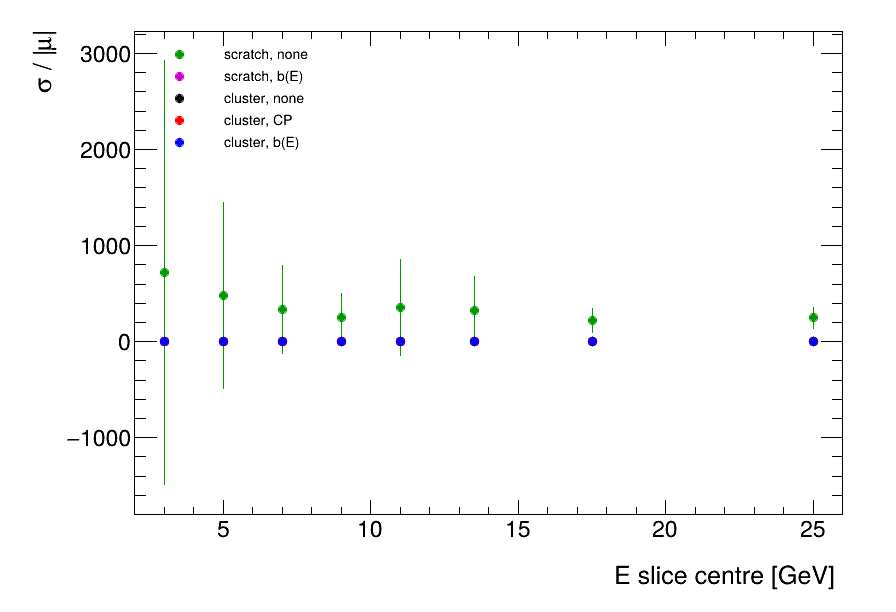 σ / |μ|
3000
2000
1000
0
−1000
scratch, none
scratch, b(E)
cluster, none
cluster, CP
cluster, b(E)
5 10 15 20 25
E slice centre [GeV]